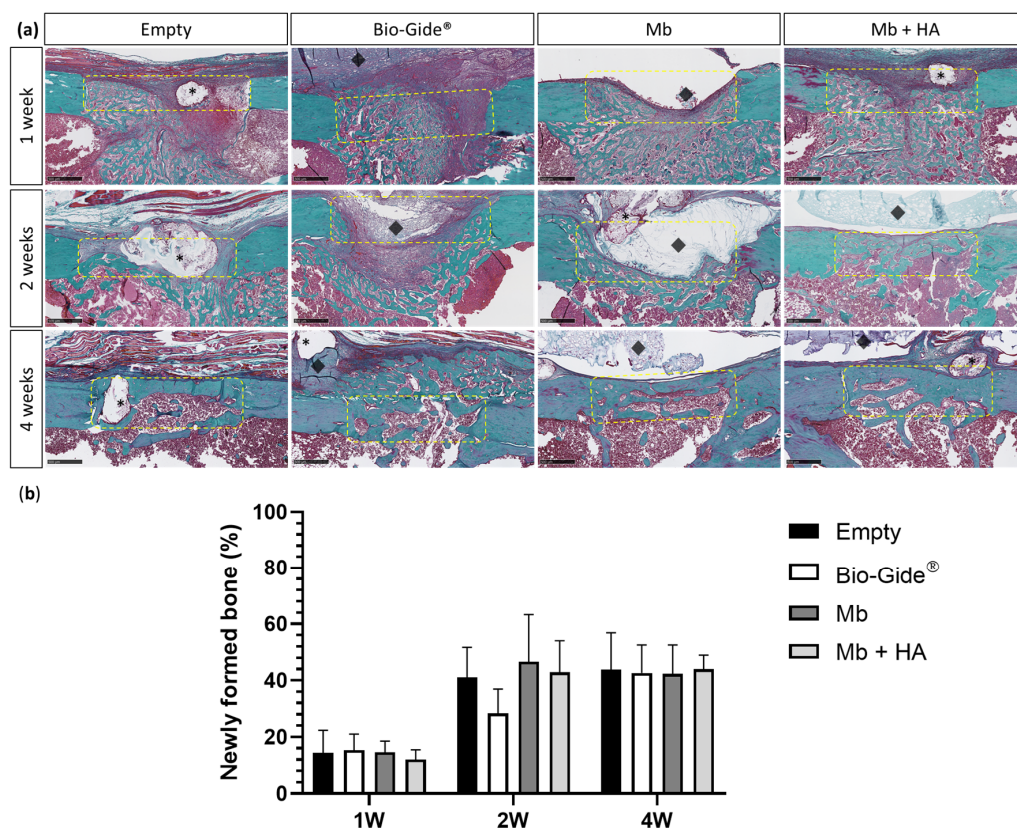 (a)
Empty
Bio-Gide®
Mb
Mb + HA
1 week
2 weeks
4 weeks
(b)
Newly formed bone (%)
100
80
60
40
20
0
1W
2W
4W
Empty
Bio-Gide®
Mb
Mb + HA